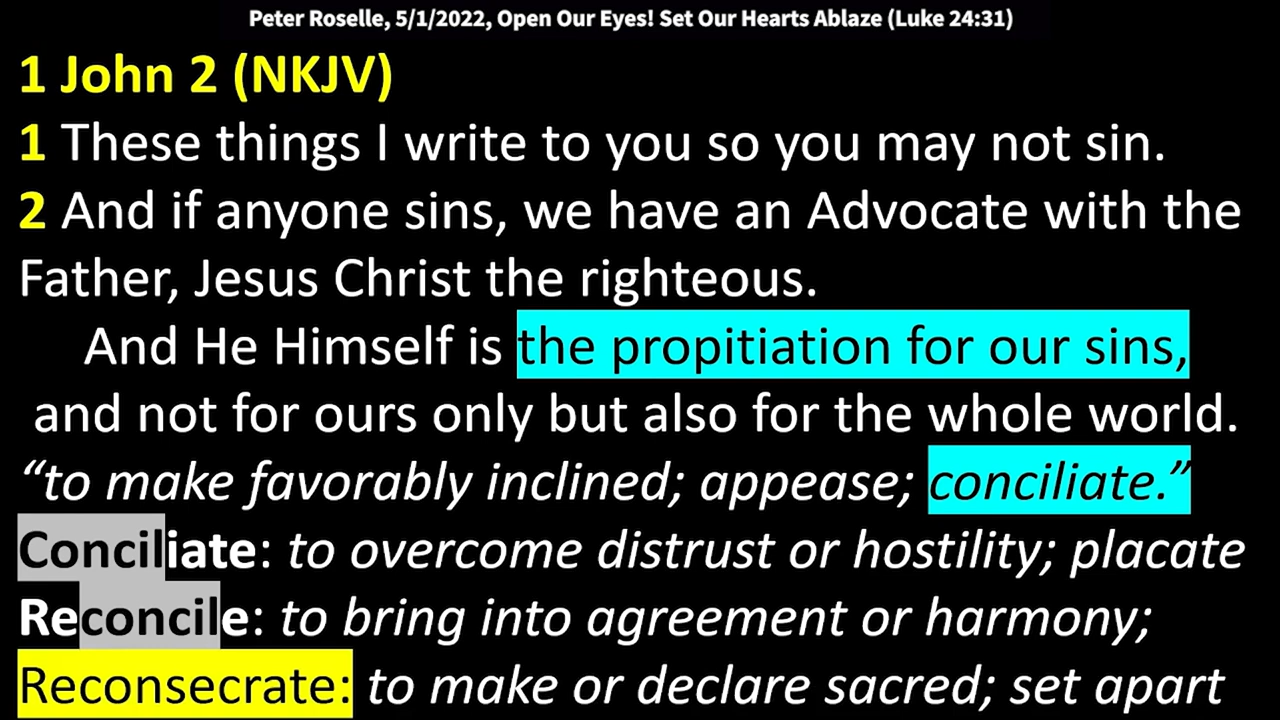 Peter Roselle, 5/1/2022, Open Our Eyes! Set Our Hearts Ablaze (Luke 24:31)
1 John 2 (NKJV)
1 These things I write to you so you may not sin.
2 And if anyone sins, we have an Advocate with the
Father, Jesus Christ the righteous.
And He Himself is the propitiation for our sins,
and not for ours only but also for the whole world.
“to make favorably inclined; appease; conciliate.”
Conciliate: to overcome distrust or hostility; placate
Reconcile: to bring into agreement or harmony;
Reconsecrate: to make or declare sacred; set apart